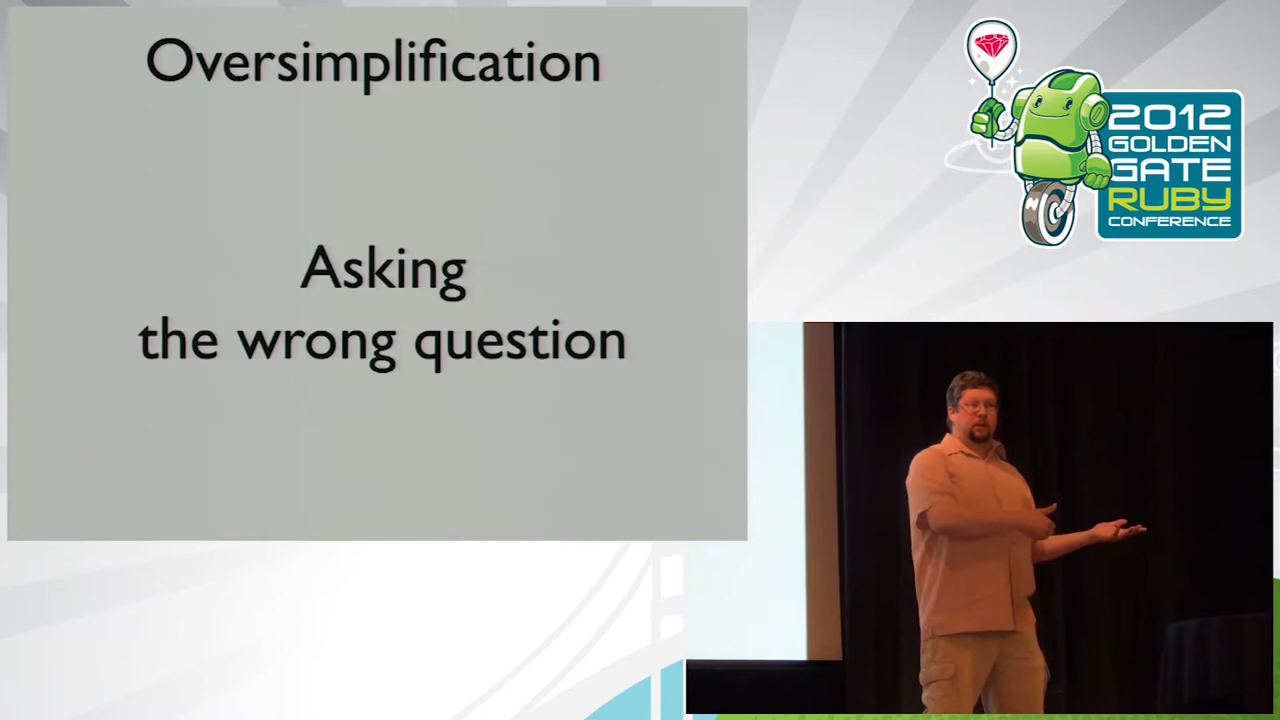 Oversimplification
Asking
the wrong question
2012
GOLDEN
GATE
RUBY
CONFERENCE